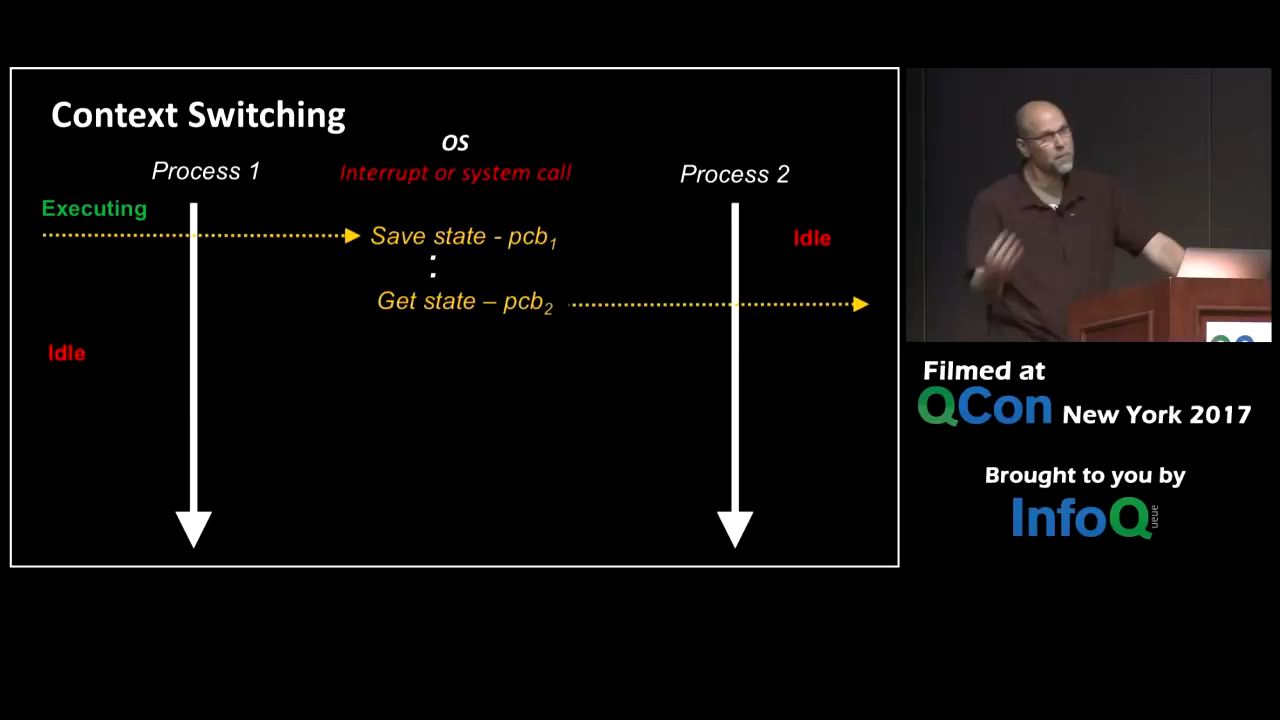 Context Switching
OS
Process 1
Interrupt or system call
Process 2
Executing
Save state - pcb1
Idle
:
Get state – pcb2
Idle
Filmed at
QCon New York 2017
Brought to you by
InfoQ
ueue